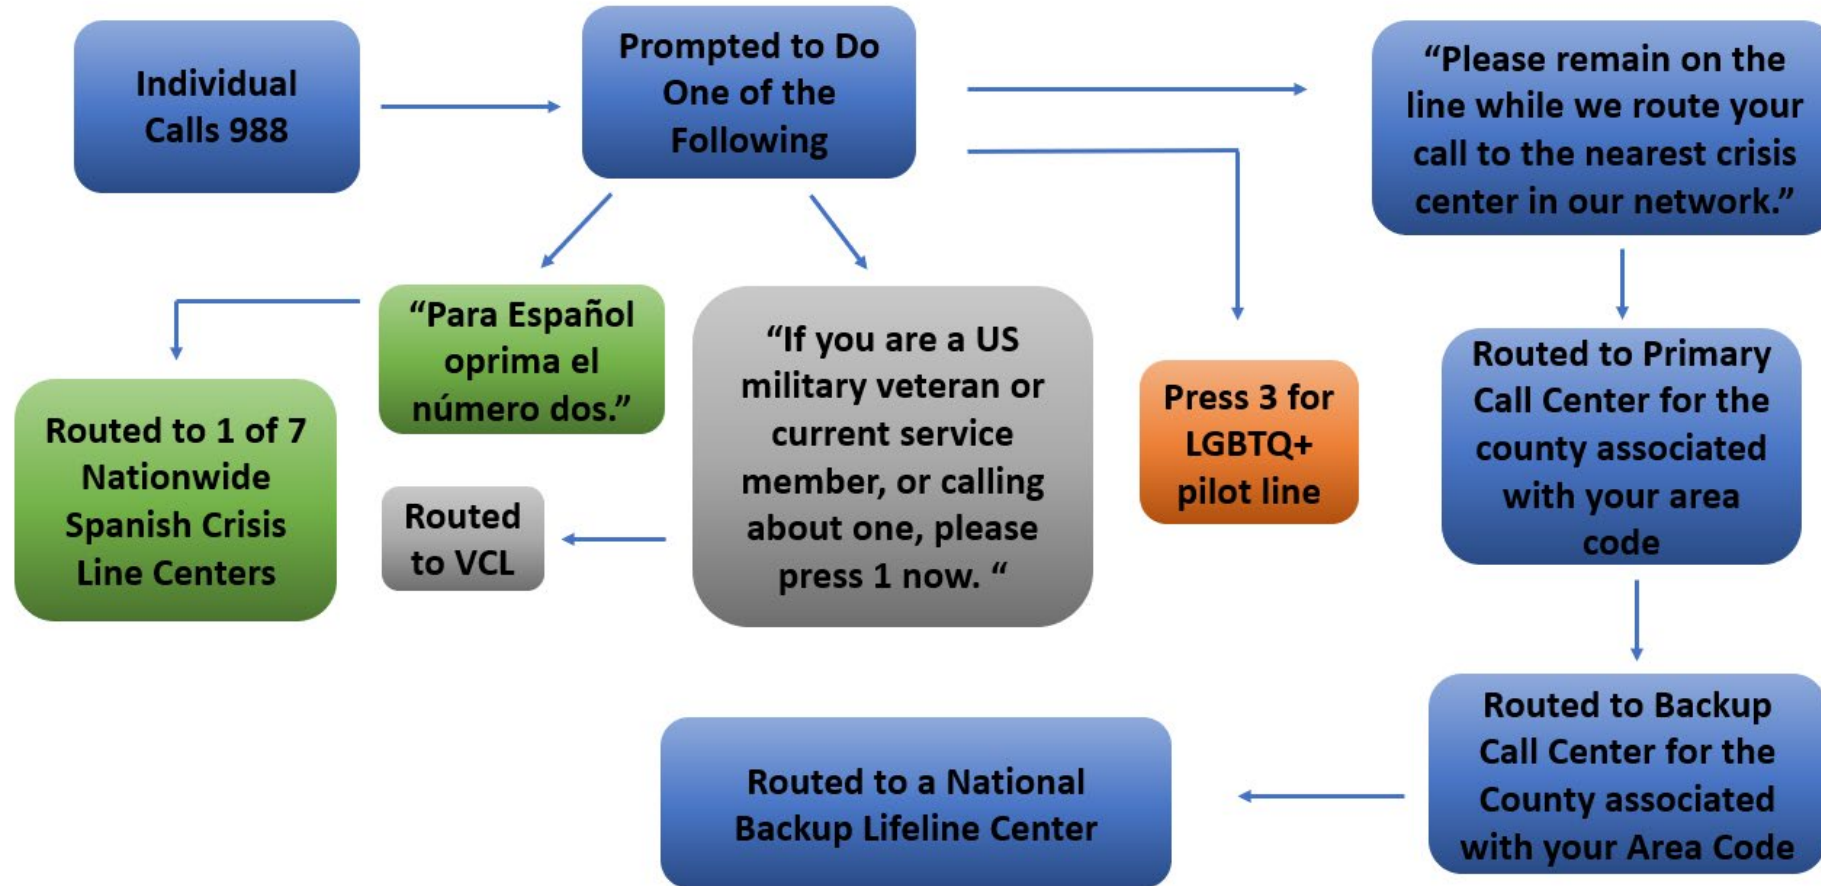 Individual
Calls 988
Prompted to Do
One of the
Following
“Please remain on the
line while we route your
call to the nearest crisis
center in our network.”
“Para Español
oprima el
número dos.”
Routed to 1 of 7
Nationwide
Spanish Crisis
Line Centers
“If you are a US
military veteran or
current service
member, or calling
about one, please
press 1 now. “
Routed
to VCL
Press 3 for
LGBTQ+
pilot line
Routed to Primary
Call Center for the
county associated
with your area
code
Routed to Backup
Call Center for the
County associated
with your Area Code
Routed to a National
Backup Lifeline Center